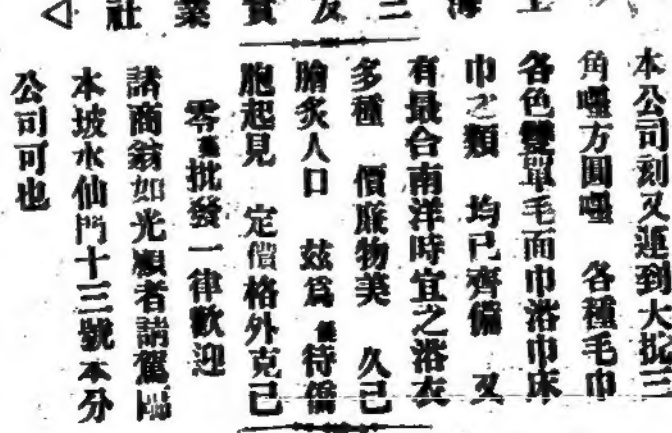 上海三友實業社△
本公司刻又運到大批三
角嘜方圓嘜 各種毛巾
各色雙單毛面巾浴巾床
巾之類 均已齊備 又
有最合南洋時宜之浴衣
多種 價廉物美 久已
膾炙人口 茲爲優待僑
胞起見 定價格外克已
零躉批發一律歡迎
諸商翁如光顧者請駕臨
本坡水仙門十三號本分
公司可也